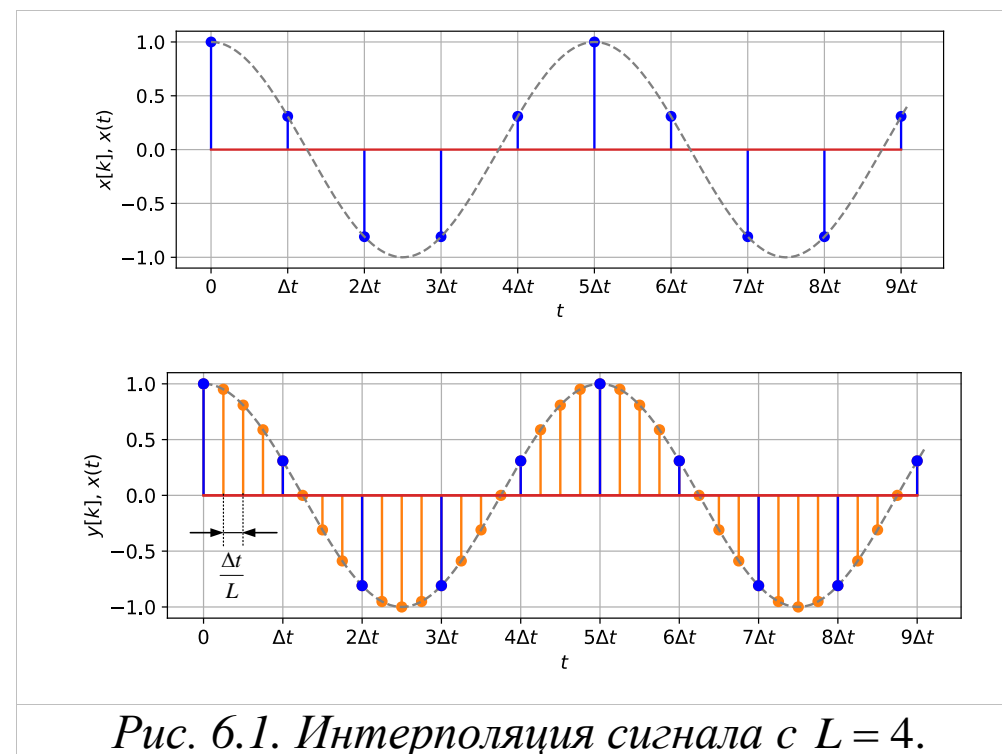 1.0
0.5
0.0
−0.5
−1.0
x[k], x(t)
0 Δt 2Δt 3Δt 4Δt 5Δt 6Δt 7Δt 8Δt 9Δt
t
1.0
0.5
0.0
−0.5
−1.0
y[k], x(t)
Δt
L
0 Δt 2Δt 3Δt 4Δt 5Δt 6Δt 7Δt 8Δt 9Δt
t
Рис. 6.1. Интерполяция сигнала с L = 4.